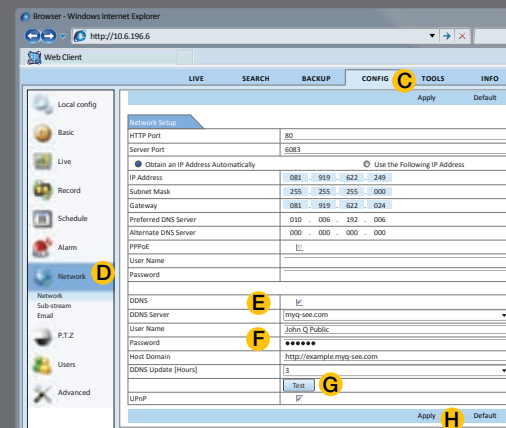 Browser - Windows Internet Explorer
http://10.6.196.6
Web Client
LIVE SEARCH BACKUP CONFIG C TOOLS INFO
Apply Default
Local config
Basic
Live
Record
Schedule
Alarm
Network D
Network
Sub-stream
Email
P.T.Z
Users
Advanced
Network Setup
HTTP Port 80
Server Port 6083
Obtain an IP Address Automatically Use the Following IP Address
IP Address 081 . 919 . 622 . 249
Subnet Mask 255 . 255 . 255 . 000
Gateway 081 . 919 . 622 . 024
Preferred DNS Server 010 . 006 . 192 . 006
Alternate DNS Server 000 . 000 . 000 . 000
PPPoE
User Name
Password
DDNS E
DDNS Server myq-see.com
User Name John Q Public
Password F ●●●●●●
Host Domain http://example.myq-see.com
DDNS Update [Hours] 3
Test G
UPnP
Apply H Default